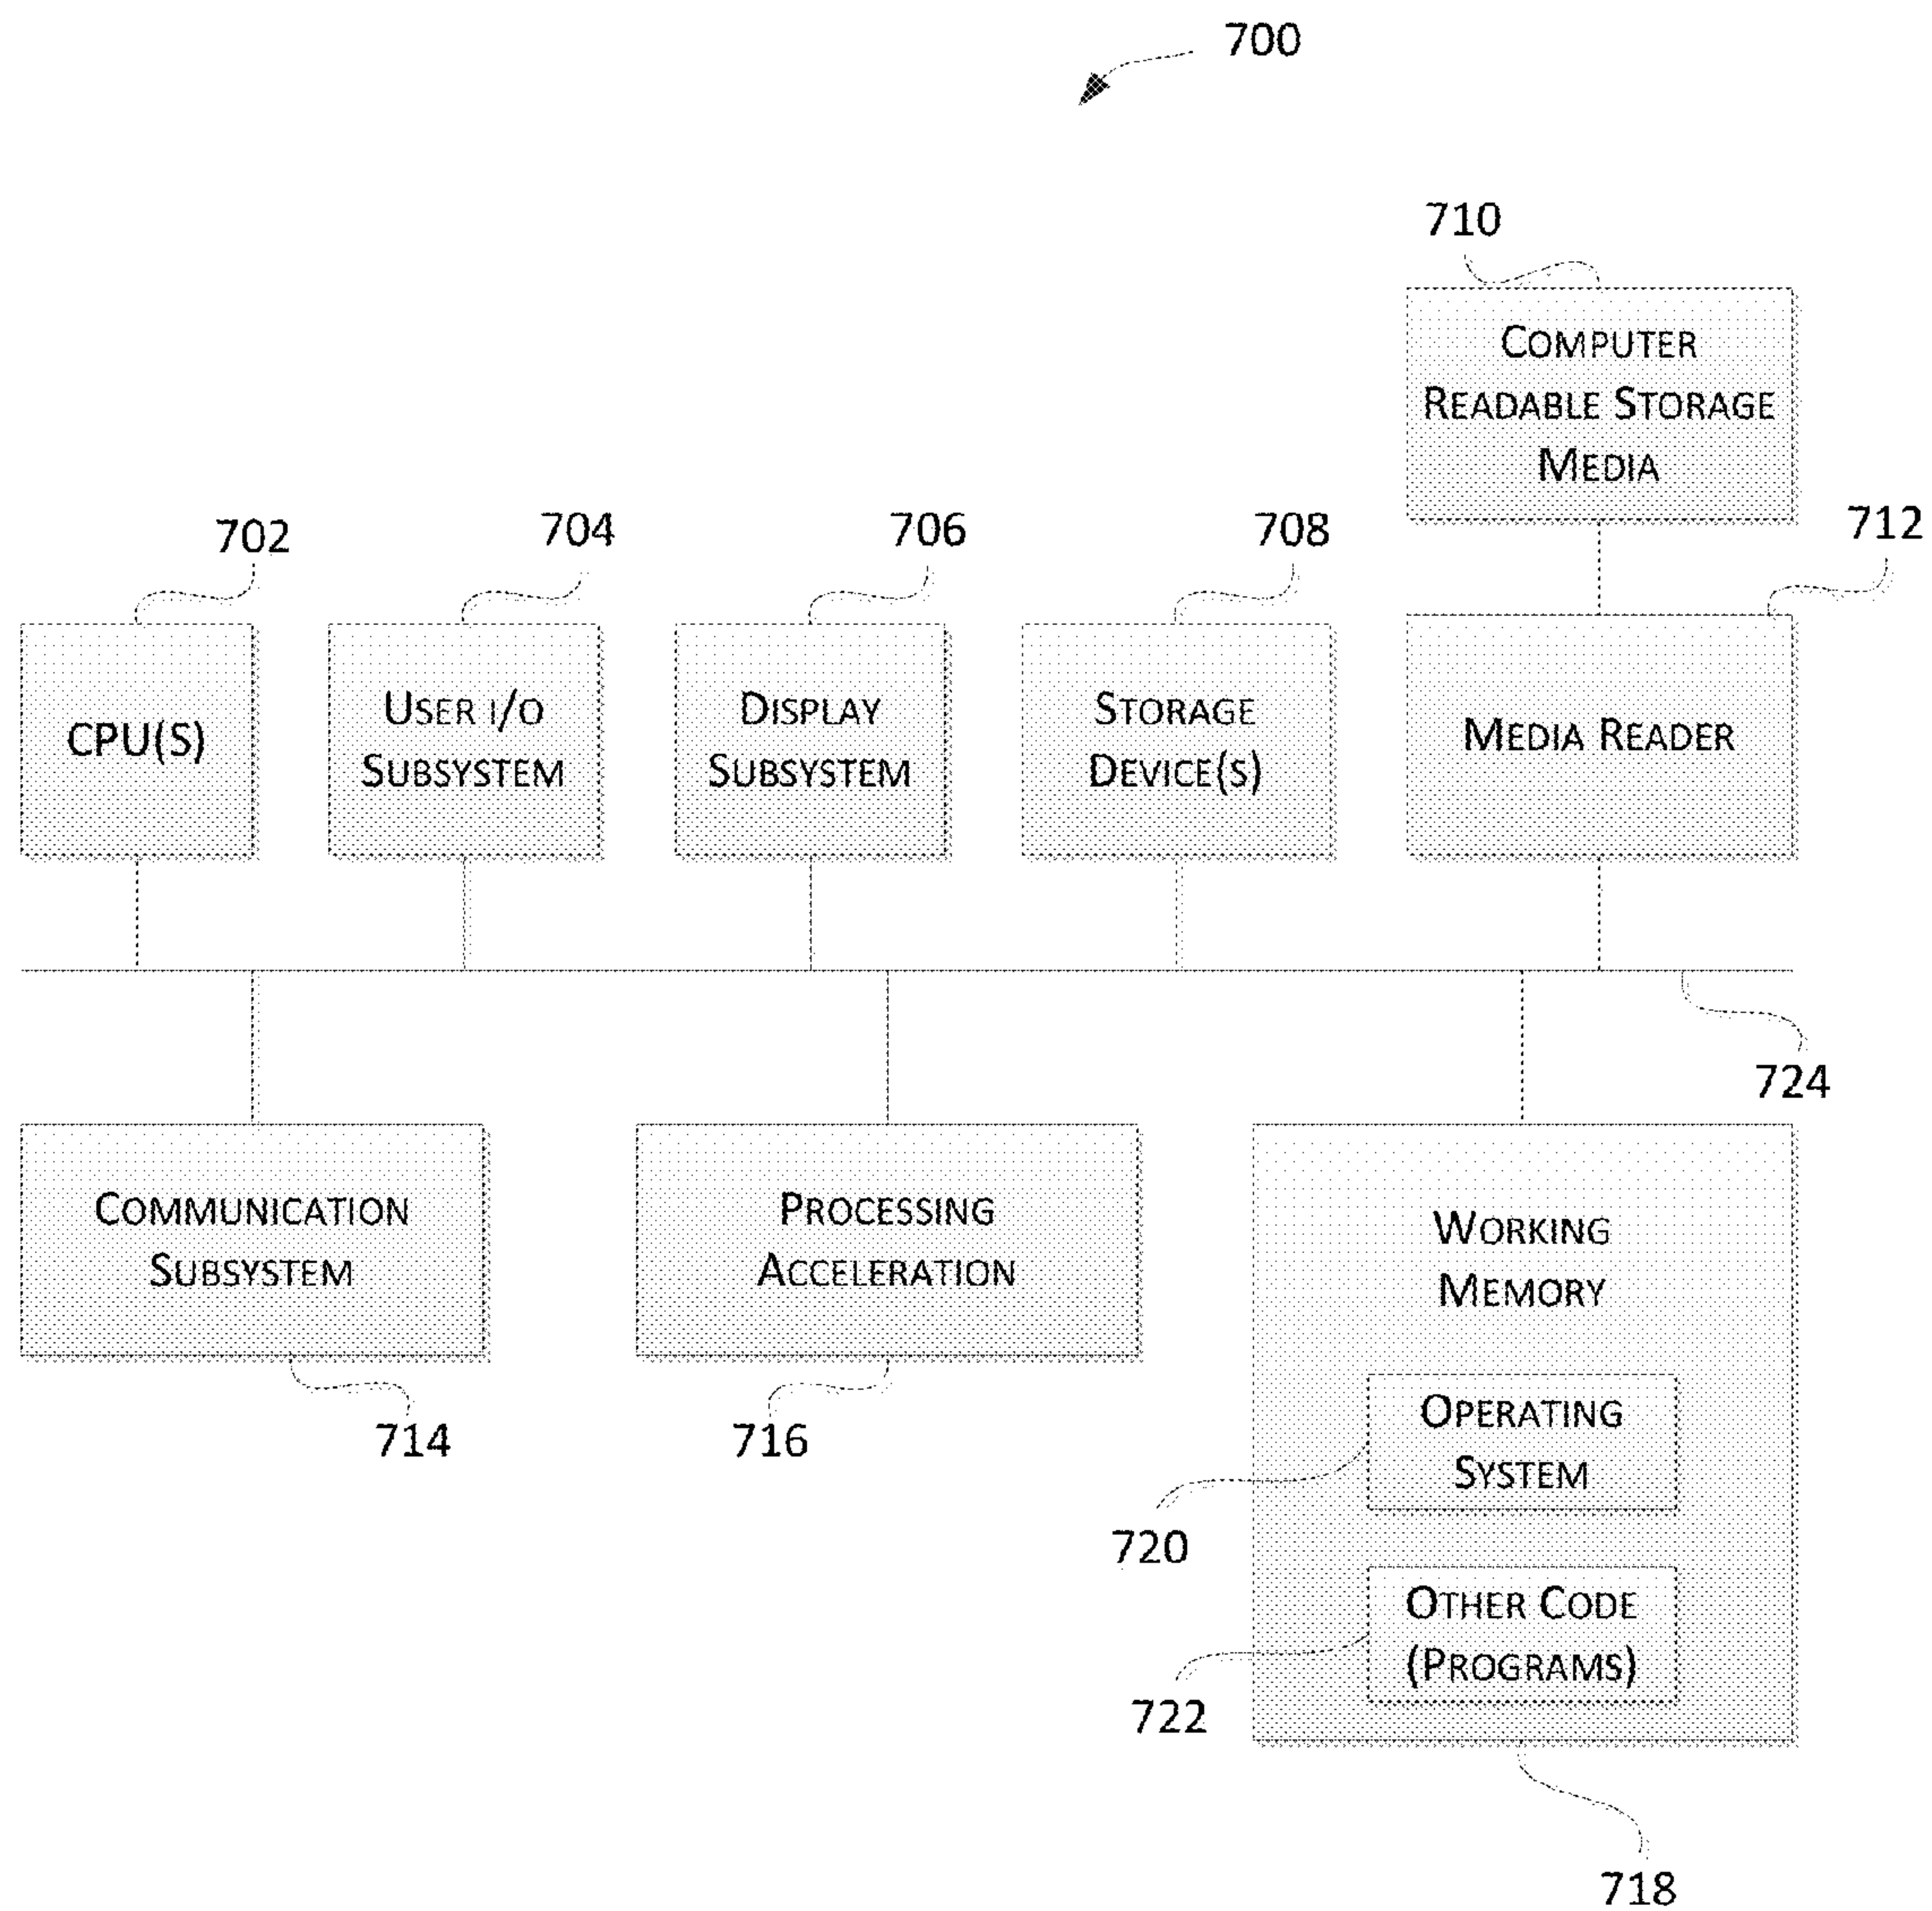 700
710
COMPUTER
READABLE STORAGE
MEDIA
702
704
706
708
712
CPU(S)
USER I/O
SUBSYSTEM
DISPLAY
SUBSYSTEM
STORAGE
DEVICE(S)
MEDIA READER
724
COMMUNICATION
SUBSYSTEM
PROCESSING
ACCELERATION
WORKING
MEMORY
714
716
OPERATING
SYSTEM
720
OTHER CODE
(PROGRAMS)
722
718